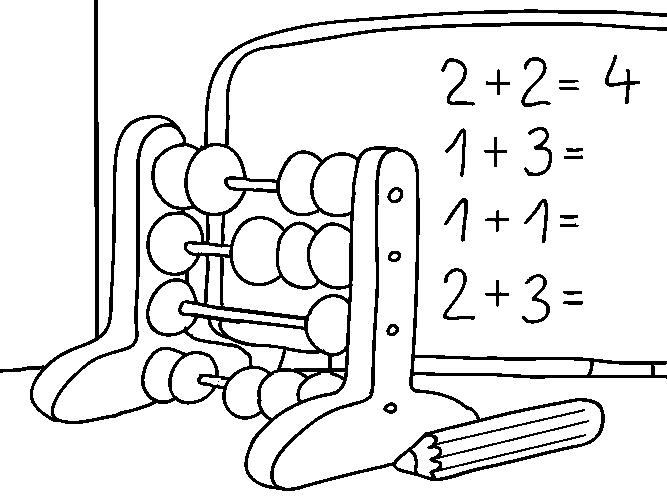 2+2= 4
1+3=
1+1=
2+3=